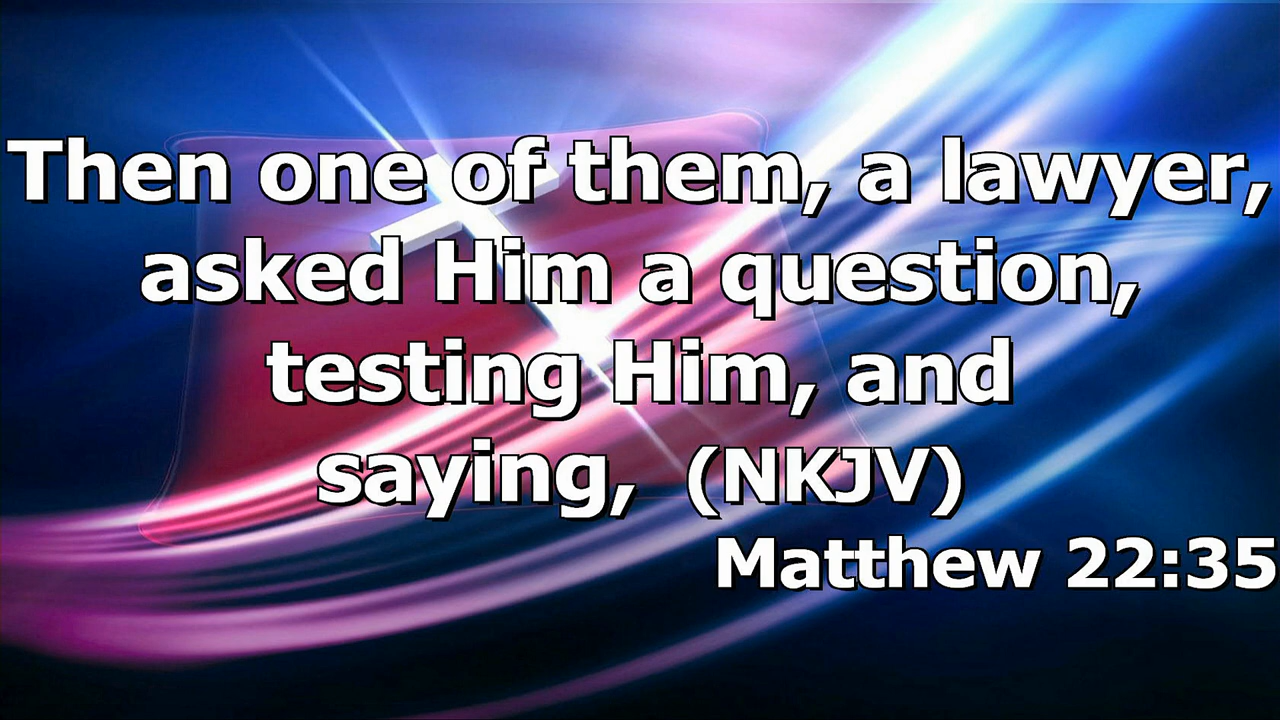 Then one of them, a lawyer,
asked Him a question,
testing Him, and
saying,  (NKJV)
Matthew 22:35